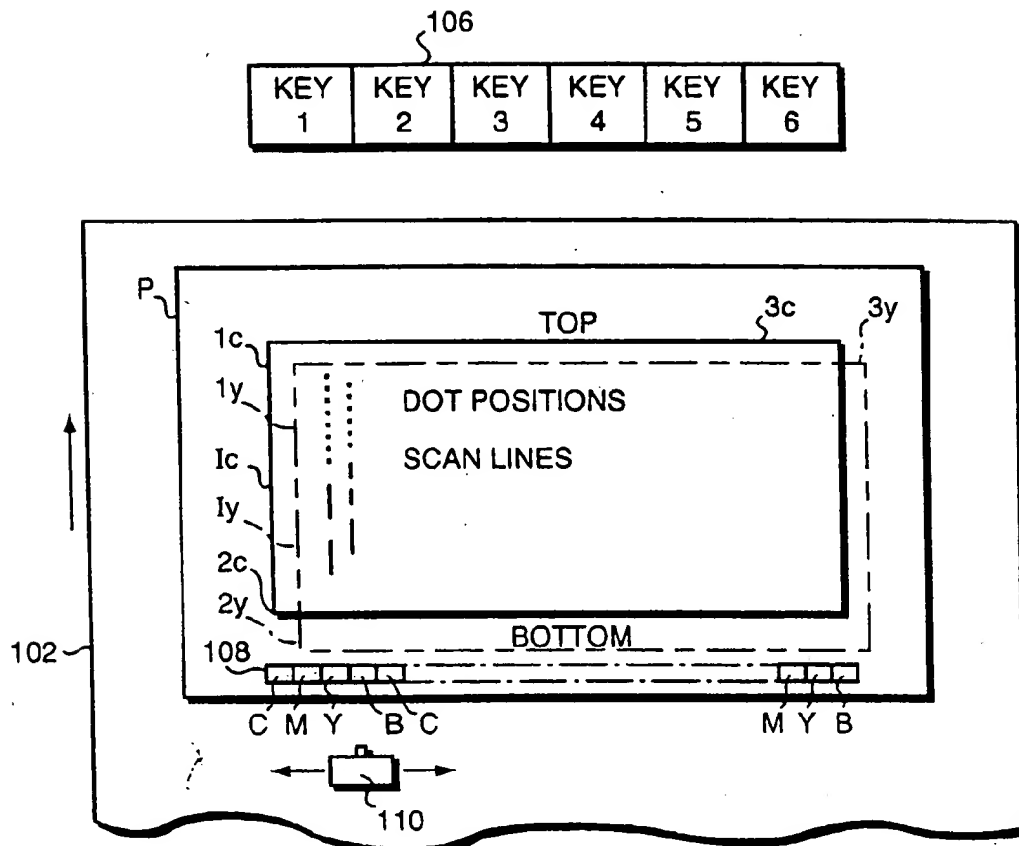 106
KEY 1 KEY 2 KEY 3 KEY 4 KEY 5 KEY 6
P
1c
TOP
3c
3y
1y
DOT POSITIONS
Ic
SCAN LINES
Iy
2c
2y
BOTTOM
102
108
C M Y B C M Y B
110